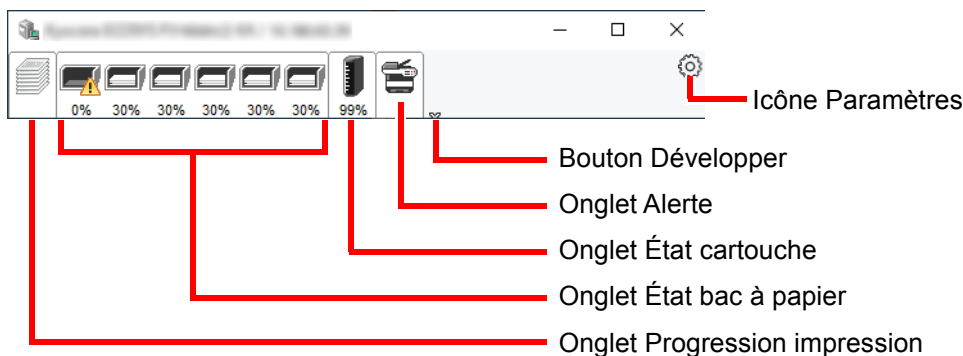 0% 30% 30% 30% 30% 30% 99%
Icône Paramètres
Bouton Développer
Onglet Alerte
Onglet État cartouche
Onglet État bac à papier
Onglet Progression impression